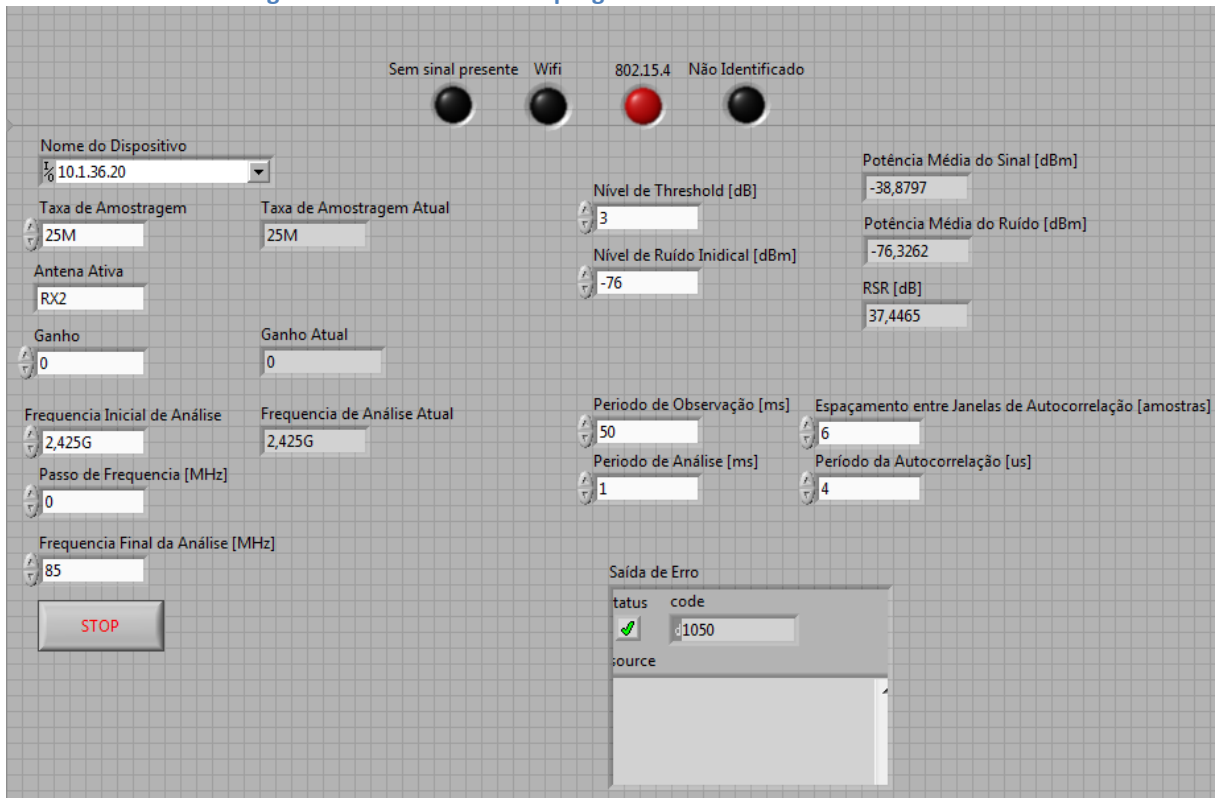 Sem sinal presente Wifi 802.15.4 Não Identificado
Nome do Dispositivo
I/0 10.1.36.20
Taxa de Amostragem
25M
Taxa de Amostragem Atual
25M
Antena Ativa
RX2
Ganho
0
Ganho Atual
0
Frequencia Inicial de Análise
2,425G
Frequencia de Análise Atual
2,425G
Passo de Frequencia [MHz]
0
Frequencia Final da Análise [MHz]
85
STOP
Nível de Threshold [dB]
3
Nível de Ruído Inidical [dBm]
-76
Potência Média do Sinal [dBm]
-38,8797
Potência Média do Ruído [dBm]
-76,3262
RSR [dB]
37,4465
Periodo de Observação [ms]
50
Espaçamento entre Janelas de Autocorrelação [amostras]
6
Periodo de Análise [ms]
1
Período da Autocorrelação [us]
4
Saída de Erro
tatus code
d1050
source